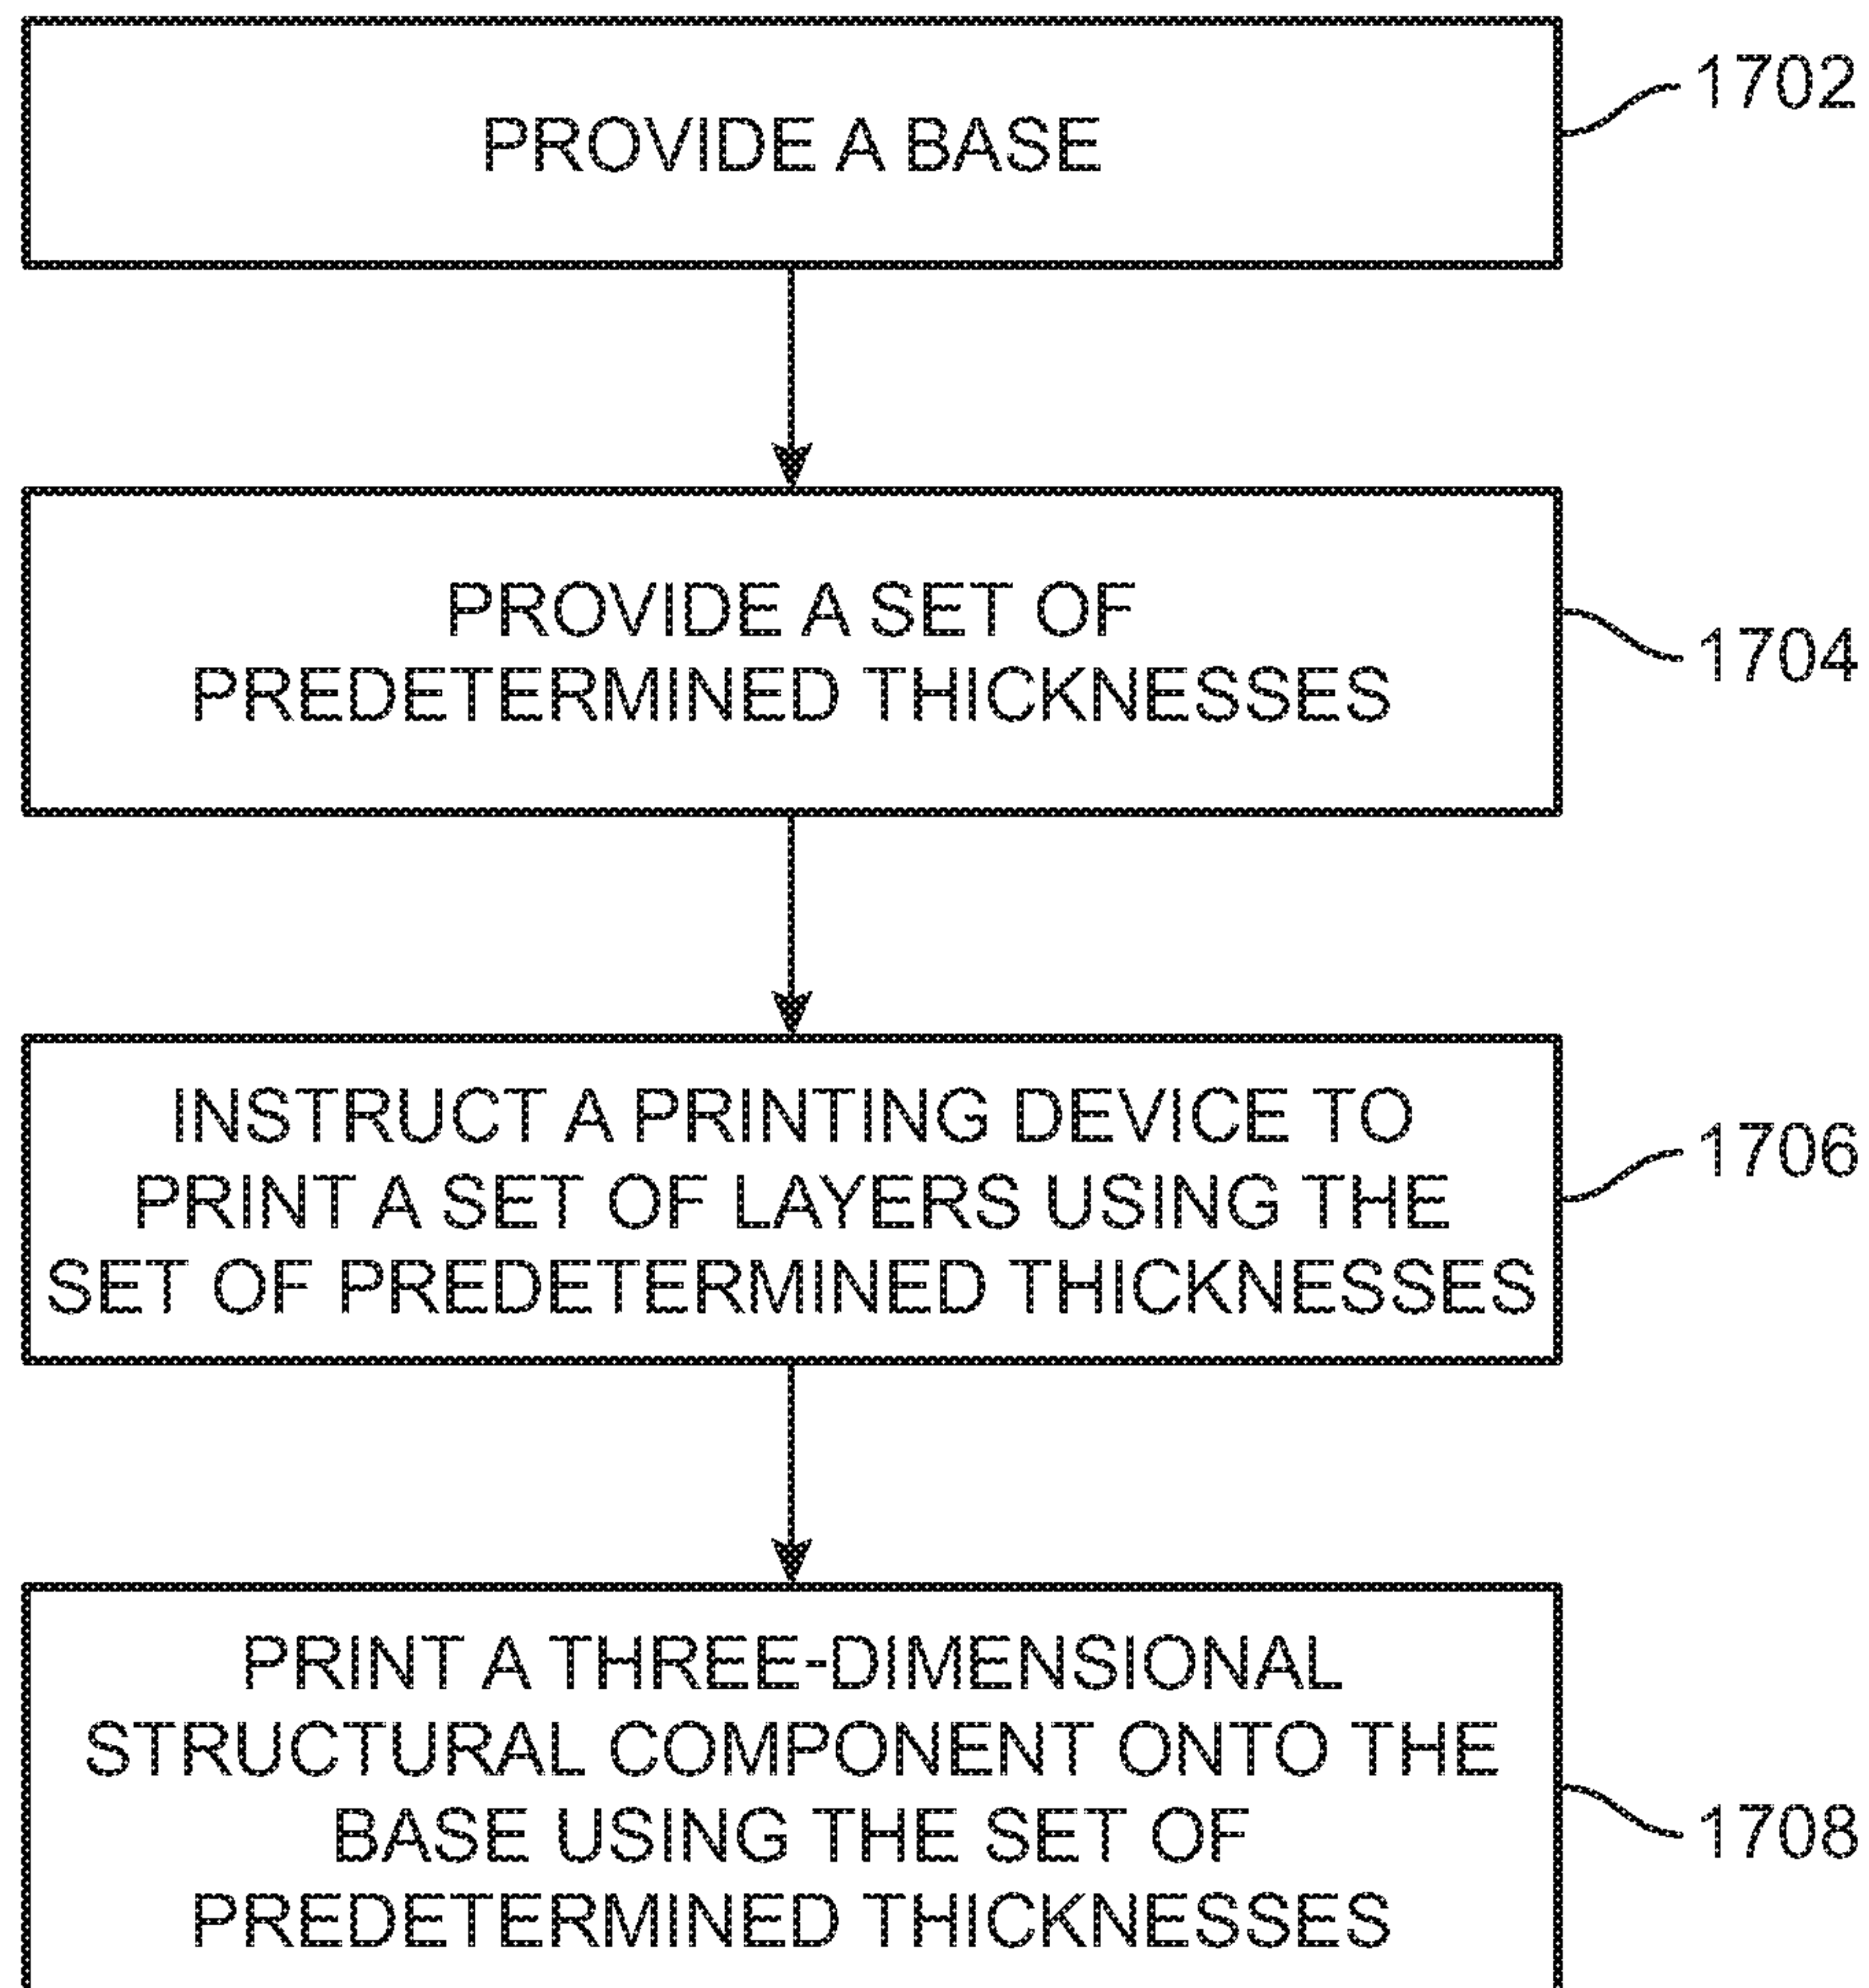 PROVIDE A BASE
1702
PROVIDE A SET OF
PREDETERMINED THICKNESSES
1704
INSTRUCT A PRINTING DEVICE TO
PRINT A SET OF LAYERS USING THE
SET OF PREDETERMINED THICKNESSES
1706
PRINT A THREE-DIMENSIONAL
STRUCTURAL COMPONENT ONTO THE
BASE USING THE SET OF
PREDETERMINED THICKNESSES
1708